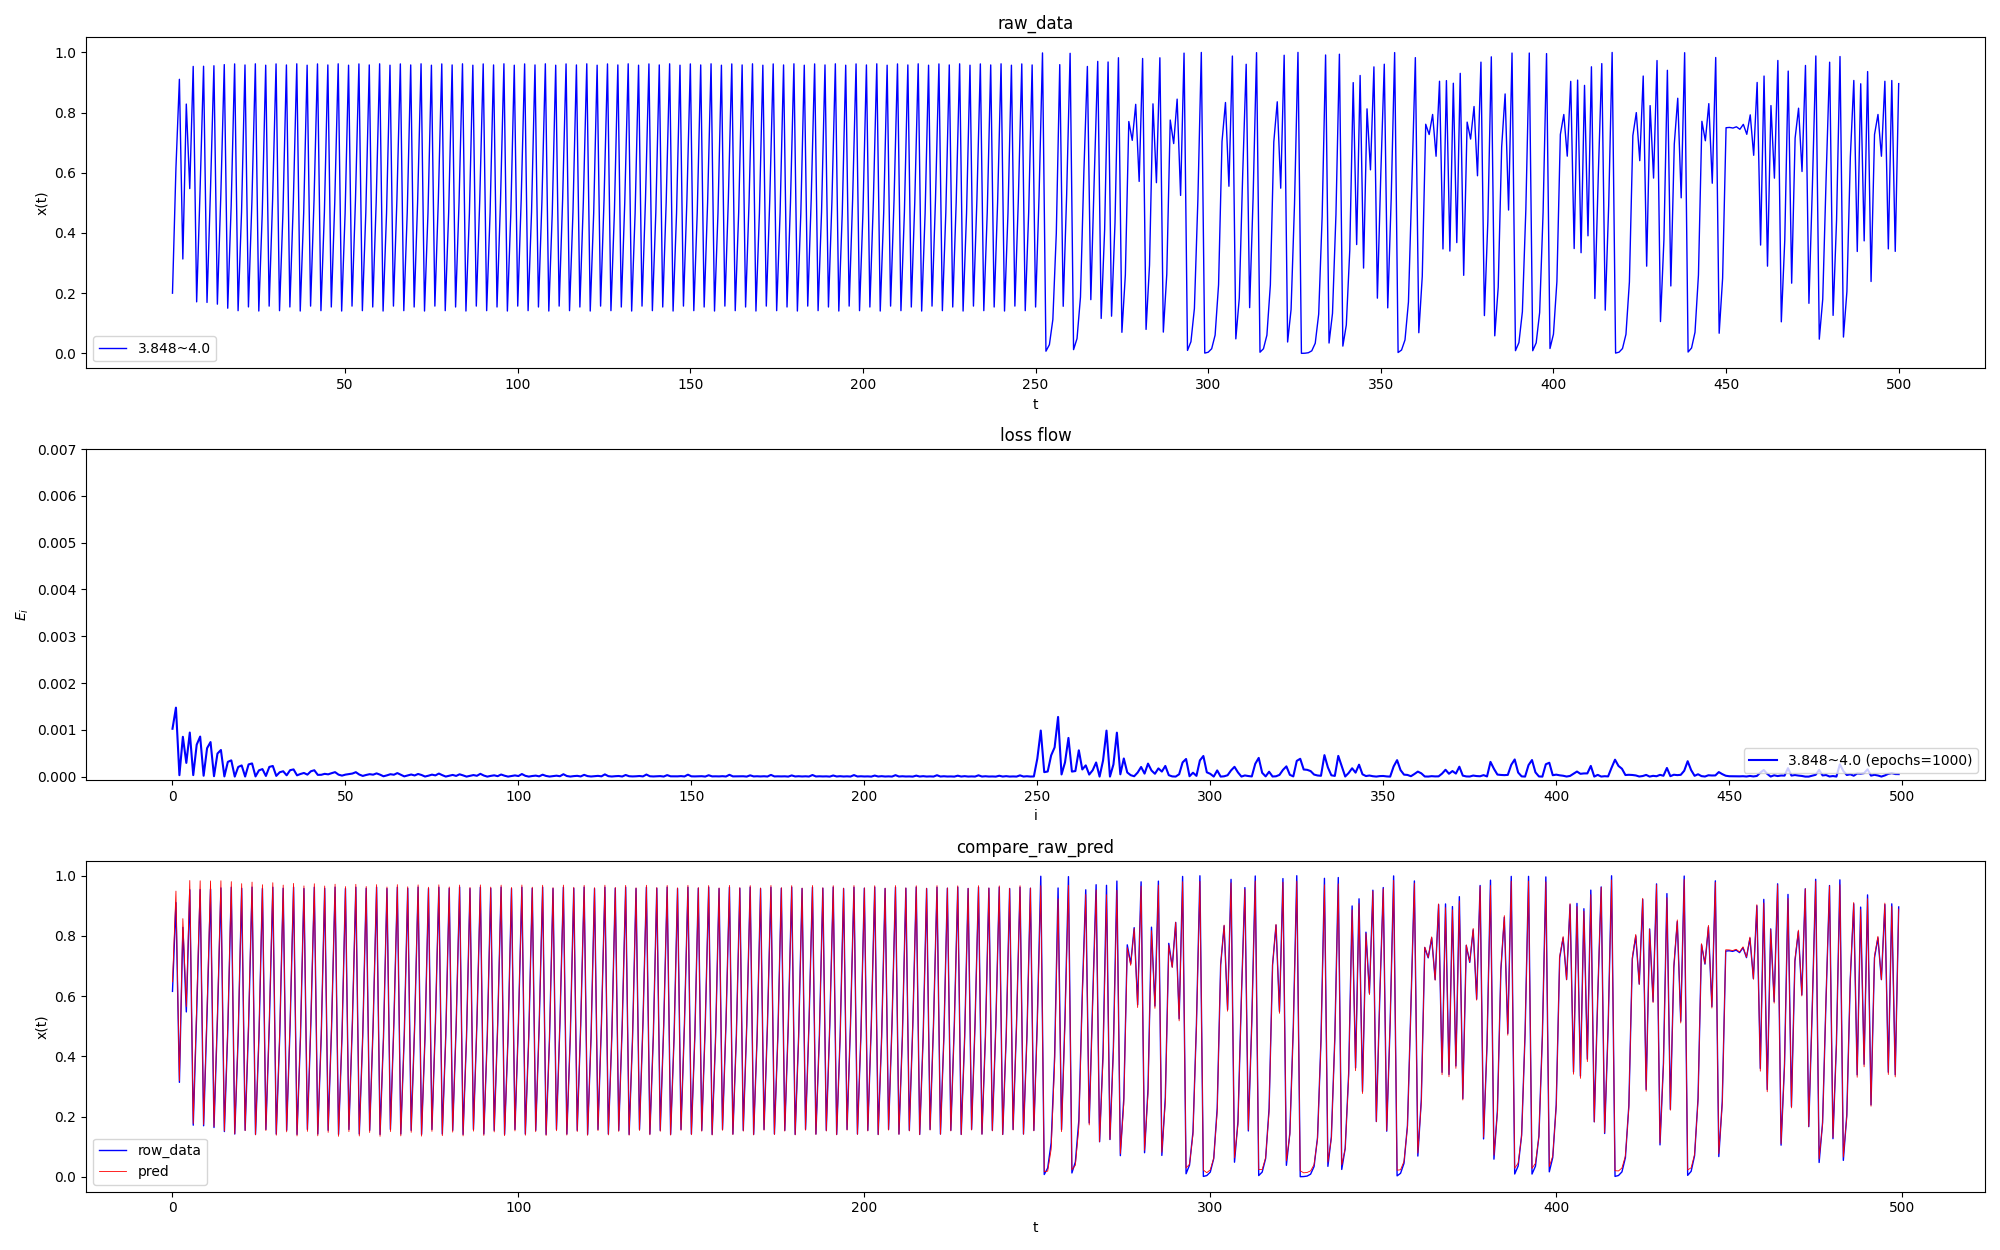 raw_data
1.0
0.8
0.6
0.4
0.2
0.0
x(t)
3.848~4.0
50 100 150 200 250 300 350 400 450 500
t
loss flow
0.007
0.006
0.005
0.004
0.003
0.002
0.001
0.000
E_i
3.848~4.0 (epochs=1000)
0 50 100 150 200 250 300 350 400 450 500
i
compare_raw_pred
1.0
0.8
0.6
0.4
0.2
0.0
x(t)
row_data
pred
0 100 200 300 400 500
t